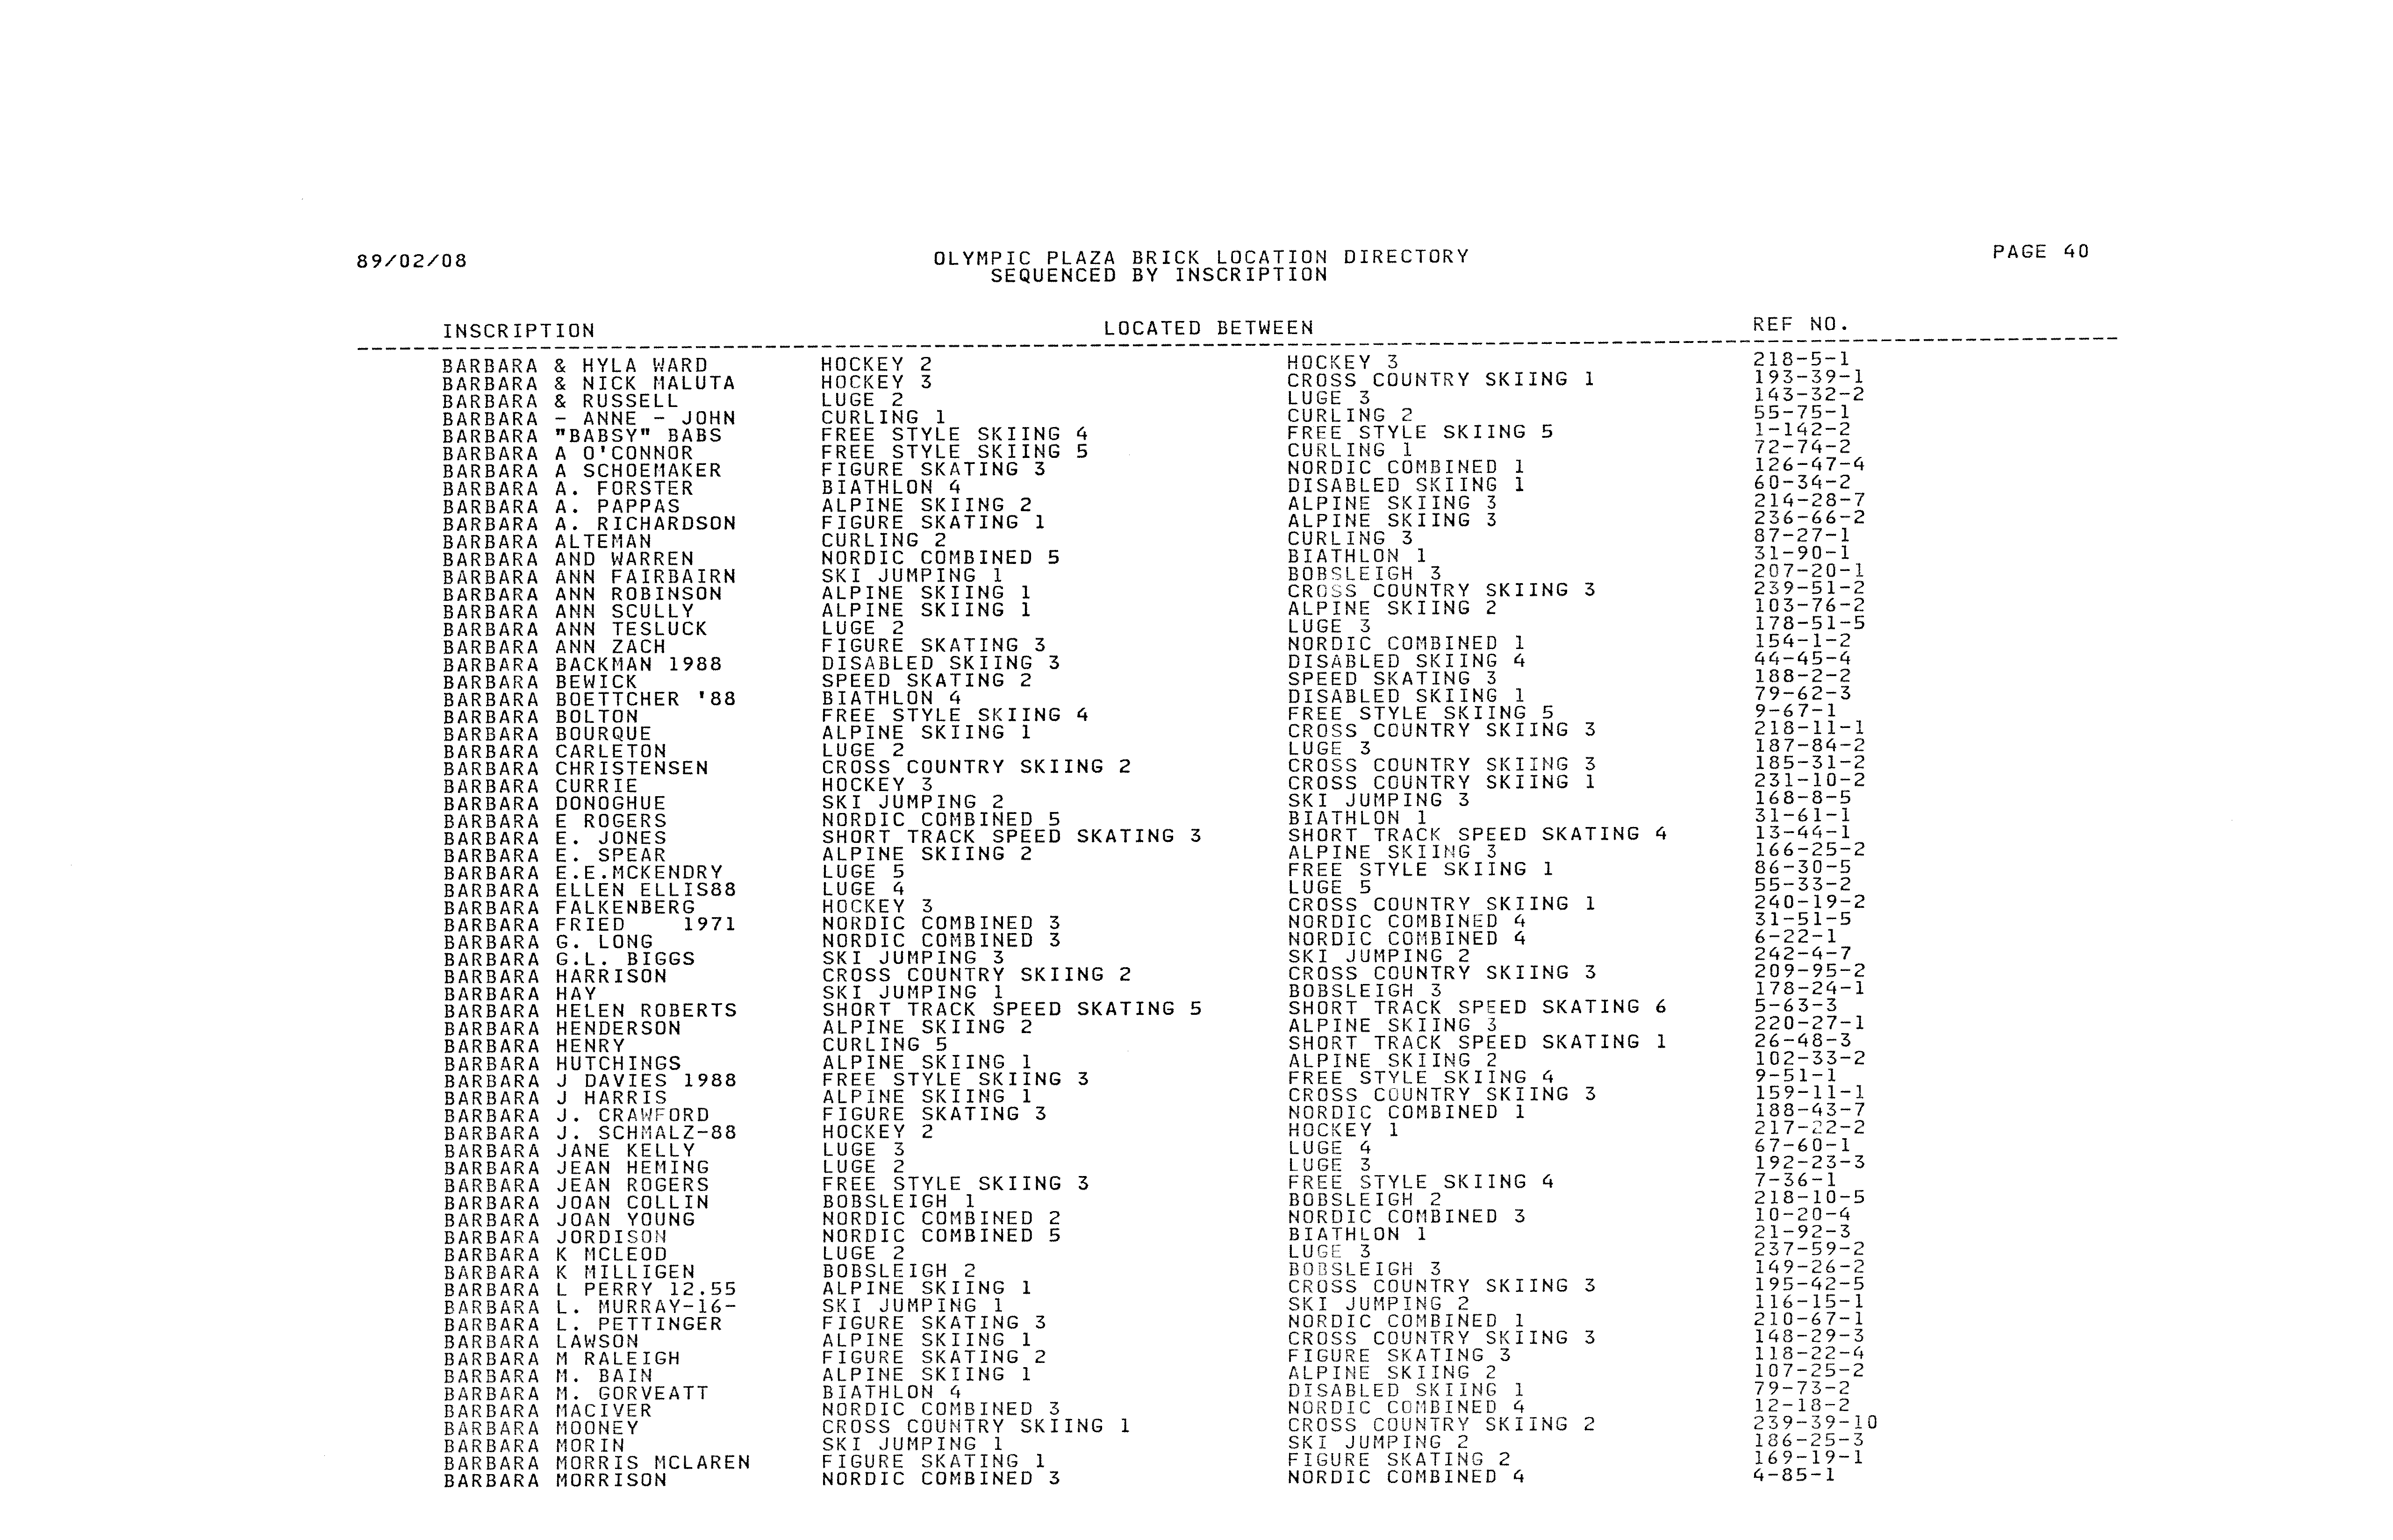 89/02/08 OLYMPIC PLAZA BRICK LOCATION DIRECTORY PAGE 40
SEQUENCED BY INSCRIPTION
INSCRIPTION LOCATED BETWEEN REF NO.
BARBARA & HYLA WARD HOCKEY 2 HOCKEY 3 218-5-1
BARBARA & NICK MALUTA HOCKEY 3 CROSS COUNTRY SKIING 1 193-39-1
BARBARA & RUSSELL LUGE 2 LUGE 3 143-32-2
BARBARA - ANNE - JOHN CURLING 1 CURLING 2 55-75-1
BARBARA "BABSY" BABS FREE STYLE SKIING 4 FREE STYLE SKIING 5 1-142-2
BARBARA A O'CONNOR FREE STYLE SKIING 5 CURLING 1 72-74-2
BARBARA A SCHOEMAKER FIGURE SKATING 3 NORDIC COMBINED 1 126-47-4
BARBARA A. FORSTER BIATHLON 4 DISABLED SKIING 1 60-34-2
BARBARA A. PAPPAS ALPINE SKIING 2 ALPINE SKIING 3 214-28-7
BARBARA A. RICHARDSON FIGURE SKATING 1 ALPINE SKIING 3 236-66-2
BARBARA ALTEMAN CURLING 2 CURLING 3 87-27-1
BARBARA AND WARREN NORDIC COMBINED 5 BIATHLON 1 31-90-1
BARBARA ANN FAIRBAIRN SKI JUMPING 1 BOBSLEIGH 3 207-20-1
BARBARA ANN ROBINSON ALPINE SKIING 1 CROSS COUNTRY SKIING 3 239-51-2
BARBARA ANN SCULLY ALPINE SKIING 1 ALPINE SKIING 2 103-76-2
BARBARA ANN TESLUCK LUGE 2 LUGE 3 178-51-5
BARBARA ANN ZACH FIGURE SKATING 3 NORDIC COMBINED 1 154-1-2
BARBARA BACKMAN 1988 DISABLED SKIING 3 DISABLED SKIING 4 44-45-4
BARBARA BEWICK SPEED SKATING 2 SPEED SKATING 3 188-2-2
BARBARA BOETTCHER '88 BIATHLON 4 DISABLED SKIING 1 79-62-3
BARBARA BOLTON FREE STYLE SKIING 4 FREE STYLE SKIING 5 9-67-1
BARBARA BOURQUE ALPINE SKIING 1 CROSS COUNTRY SKIING 3 218-11-1
BARBARA CARLETON LUGE 2 LUGE 3 187-84-2
BARBARA CHRISTENSEN CROSS COUNTRY SKIING 2 CROSS COUNTRY SKIING 3 185-31-2
BARBARA CURRIE HOCKEY 3 CROSS COUNTRY SKIING 1 231-10-2
BARBARA DONOGHUE SKI JUMPING 2 SKI JUMPING 3 168-8-5
BARBARA E ROGERS NORDIC COMBINED 5 BIATHLON 1 31-61-1
BARBARA E. JONES SHORT TRACK SPEED SKATING 3 SHORT TRACK SPEED SKATING 4 13-44-1
BARBARA E. SPEAR ALPINE SKIING 2 ALPINE SKIING 3 166-25-2
BARBARA E.E.MCKENDRY LUGE 5 FREE STYLE SKIING 1 86-30-5
BARBARA ELLEN ELLIS88 LUGE 4 LUGE 5 55-33-2
BARBARA FALKENBERG HOCKEY 3 CROSS COUNTRY SKIING 1 240-19-2
BARBARA FRIED 1971 NORDIC COMBINED 3 NORDIC COMBINED 4 31-51-5
BARBARA G. LONG NORDIC COMBINED 3 NORDIC COMBINED 4 6-22-1
BARBARA G.L. BIGGS SKI JUMPING 3 SKI JUMPING 2 242-4-7
BARBARA HARRISON CROSS COUNTRY SKIING 2 CROSS COUNTRY SKIING 3 209-95-2
BARBARA HAY SKI JUMPING 1 BOBSLEIGH 3 178-24-1
BARBARA HELEN ROBERTS SHORT TRACK SPEED SKATING 5 SHORT TRACK SPEED SKATING 6 5-63-3
BARBARA HENDERSON ALPINE SKIING 2 ALPINE SKIING 3 220-27-1
BARBARA HENRY CURLING 5 SHORT TRACK SPEED SKATING 1 26-48-3
BARBARA HUTCHINGS ALPINE SKIING 1 ALPINE SKIING 2 102-33-2
BARBARA J DAVIES 1988 FREE STYLE SKIING 3 FREE STYLE SKIING 4 9-51-1
BARBARA J HARRIS ALPINE SKIING 1 CROSS COUNTRY SKIING 3 159-11-1
BARBARA J. CRAWFORD FIGURE SKATING 3 NORDIC COMBINED 1 188-43-7
BARBARA J. SCHMALZ-88 HOCKEY 2 HOCKEY 1 217-22-2
BARBARA JANE KELLY LUGE 3 LUGE 4 67-60-1
BARBARA JEAN HEMING LUGE 2 LUGE 3 192-23-3
BARBARA JEAN ROGERS FREE STYLE SKIING 3 FREE STYLE SKIING 4 7-36-1
BARBARA JOAN COLLIN BOBSLEIGH 1 BOBSLEIGH 2 218-10-5
BARBARA JOAN YOUNG NORDIC COMBINED 2 NORDIC COMBINED 3 10-20-4
BARBARA JORDISON NORDIC COMBINED 5 BIATHLON 1 21-92-3
BARBARA K MCLEOD LUGE 2 LUGE 3 237-59-2
BARBARA K MILLIGEN BOBSLEIGH 2 BOBSLEIGH 3 149-26-2
BARBARA L PERRY 12.55 ALPINE SKIING 1 CROSS COUNTRY SKIING 3 195-42-5
BARBARA L. MURRAY-16- SKI JUMPING 1 SKI JUMPING 2 116-15-1
BARBARA L. PETTINGER FIGURE SKATING 3 NORDIC COMBINED 1 210-67-1
BARBARA LAWSON ALPINE SKIING 1 CROSS COUNTRY SKIING 3 148-29-3
BARBARA M RALEIGH FIGURE SKATING 2 FIGURE SKATING 3 118-22-4
BARBARA M. BAIN ALPINE SKIING 1 ALPINE SKIING 2 107-25-2
BARBARA M. GORVEATT BIATHLON 4 DISABLED SKIING 1 79-73-2
BARBARA MACIVER NORDIC COMBINED 3 NORDIC COMBINED 4 12-18-2
BARBARA MOONEY CROSS COUNTRY SKIING 1 CROSS COUNTRY SKIING 2 239-39-10
BARBARA MORIN SKI JUMPING 1 SKI JUMPING 2 186-25-3
BARBARA MORRIS MCLAREN FIGURE SKATING 1 FIGURE SKATING 2 169-19-1
BARBARA MORRISON NORDIC COMBINED 3 NORDIC COMBINED 4 4-85-1